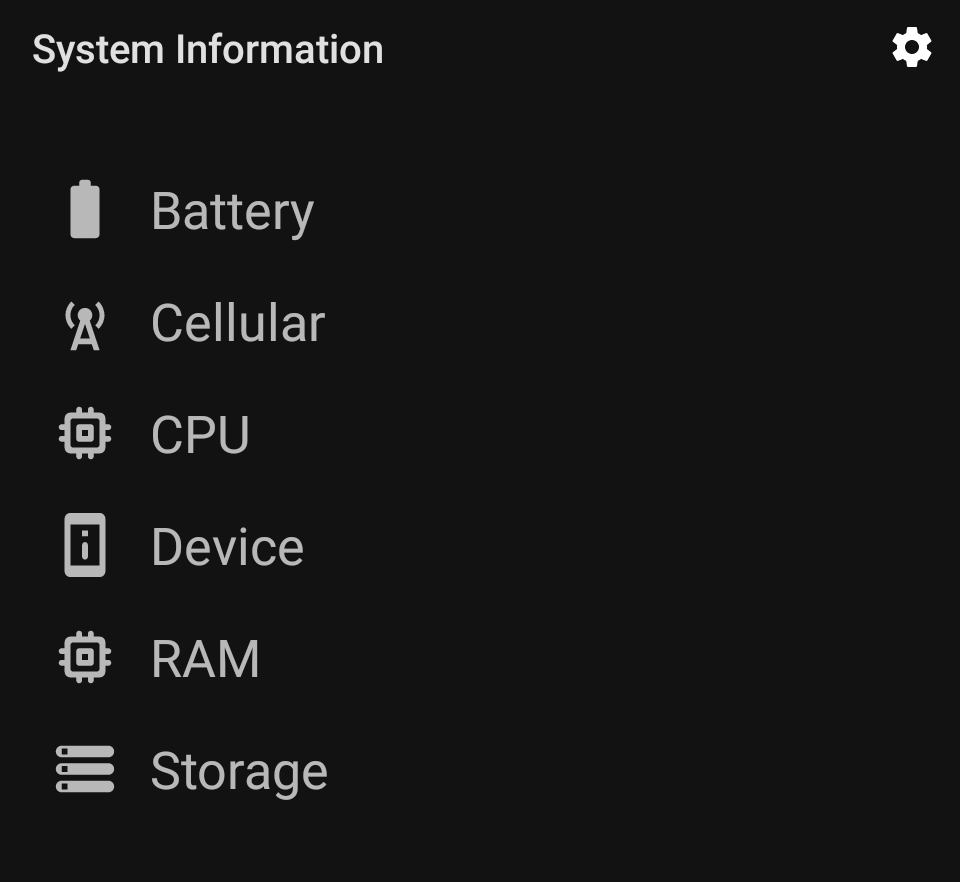 System Information
Battery
Cellular
CPU
Device
RAM
Storage